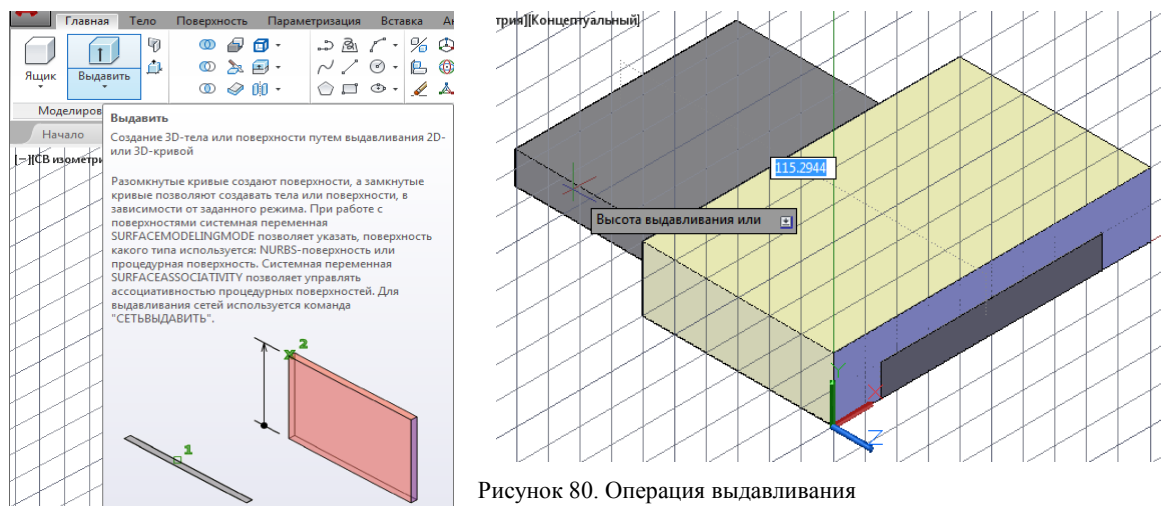 Главная Тело Поверхность Параметризация Вставка
Ящик Выдавить
Моделиров
Начало
[−][СВ изометри
Выдавить
Создание 3D-тела или поверхности путем выдавливания 2D-
или 3D-кривой
Разомкнутые кривые создают поверхности, а замкнутые
кривые позволяют создавать тела или поверхности, в
зависимости от заданного режима. При работе с
поверхностями системная переменная
SURFACEMODELINGMODE позволяет указать, поверхность
какого типа используется: NURBS-поверхность или
процедурная поверхность. Системная переменная
SURFACEASSOCIATIVITY позволяет управлять
ассоциативностью процедурных поверхностей. Для
выдавливания сетей используется команда
"СЕТЬВЫДАВИТЬ".
2
1
трия][Концептуальный]
115.2944
Высота выдавливания или
Y
X
Z
Рисунок 80. Операция выдавливания